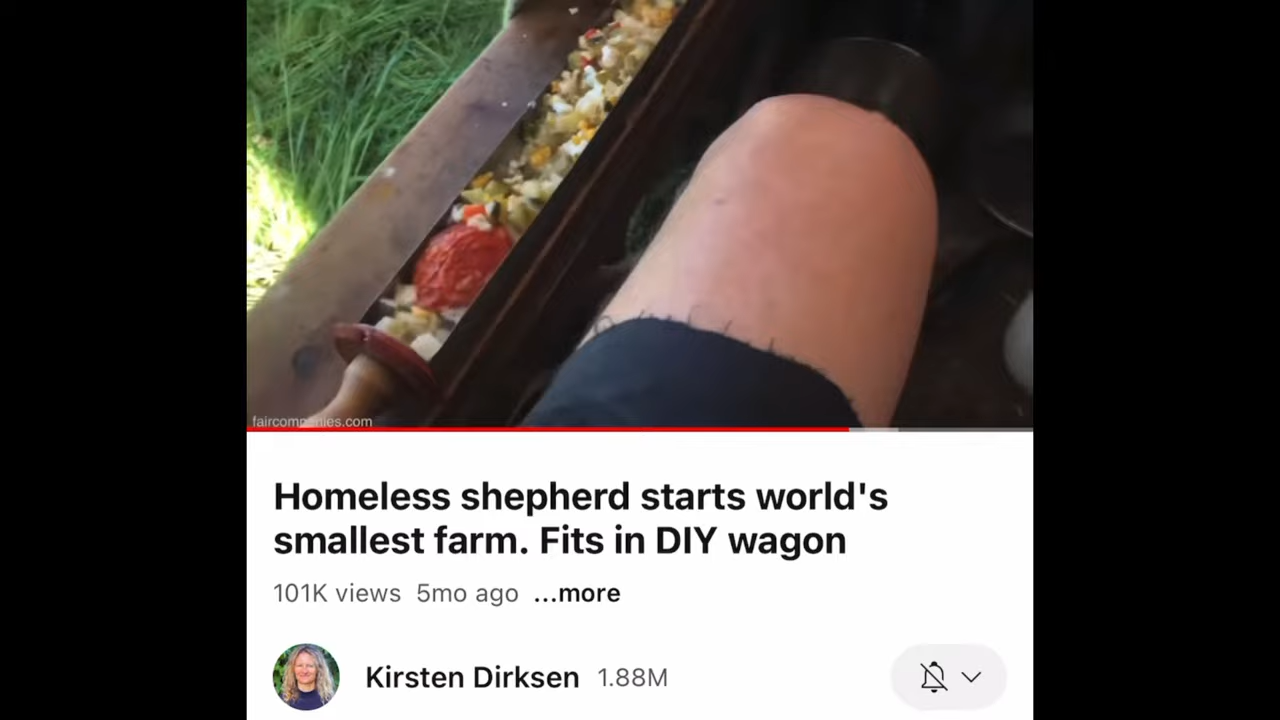 faircompanies.com
Homeless shepherd starts world's
smallest farm. Fits in DIY wagon
101K views 5mo ago ...more
Kirsten Dirksen 1.88M